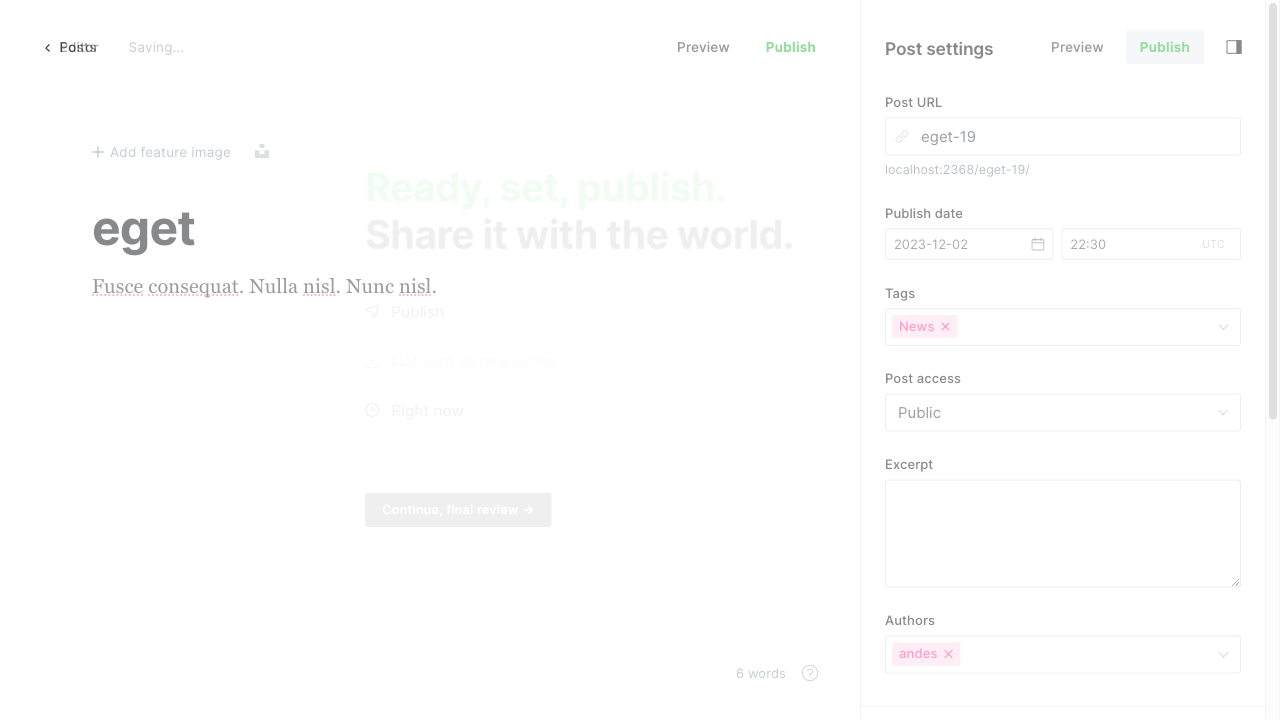 Posts
Editor
Saving...
Preview
Publish
Add feature image
eget
Fusce consequat. Nulla nisl. Nunc nisl.
Ready, set, publish.
Share it with the world.
Publish
Not sent as newsletter
Right now
Continue, final review →
6 words
Post settings
Preview
Publish
Post URL
eget-19
localhost:2368/eget-19/
Publish date
2023-12-02
22:30
UTC
Tags
News
Post access
Public
Excerpt
Authors
andes